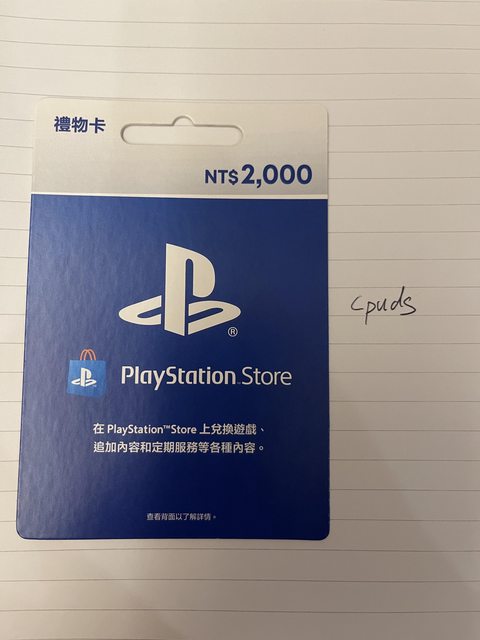 禮物卡
NT$2,000
PlayStation Store
cpuds
在 PlayStation™Store 上兌換遊戲、
追加內容和定期服務等各種內容。
查看背面以了解詳情。